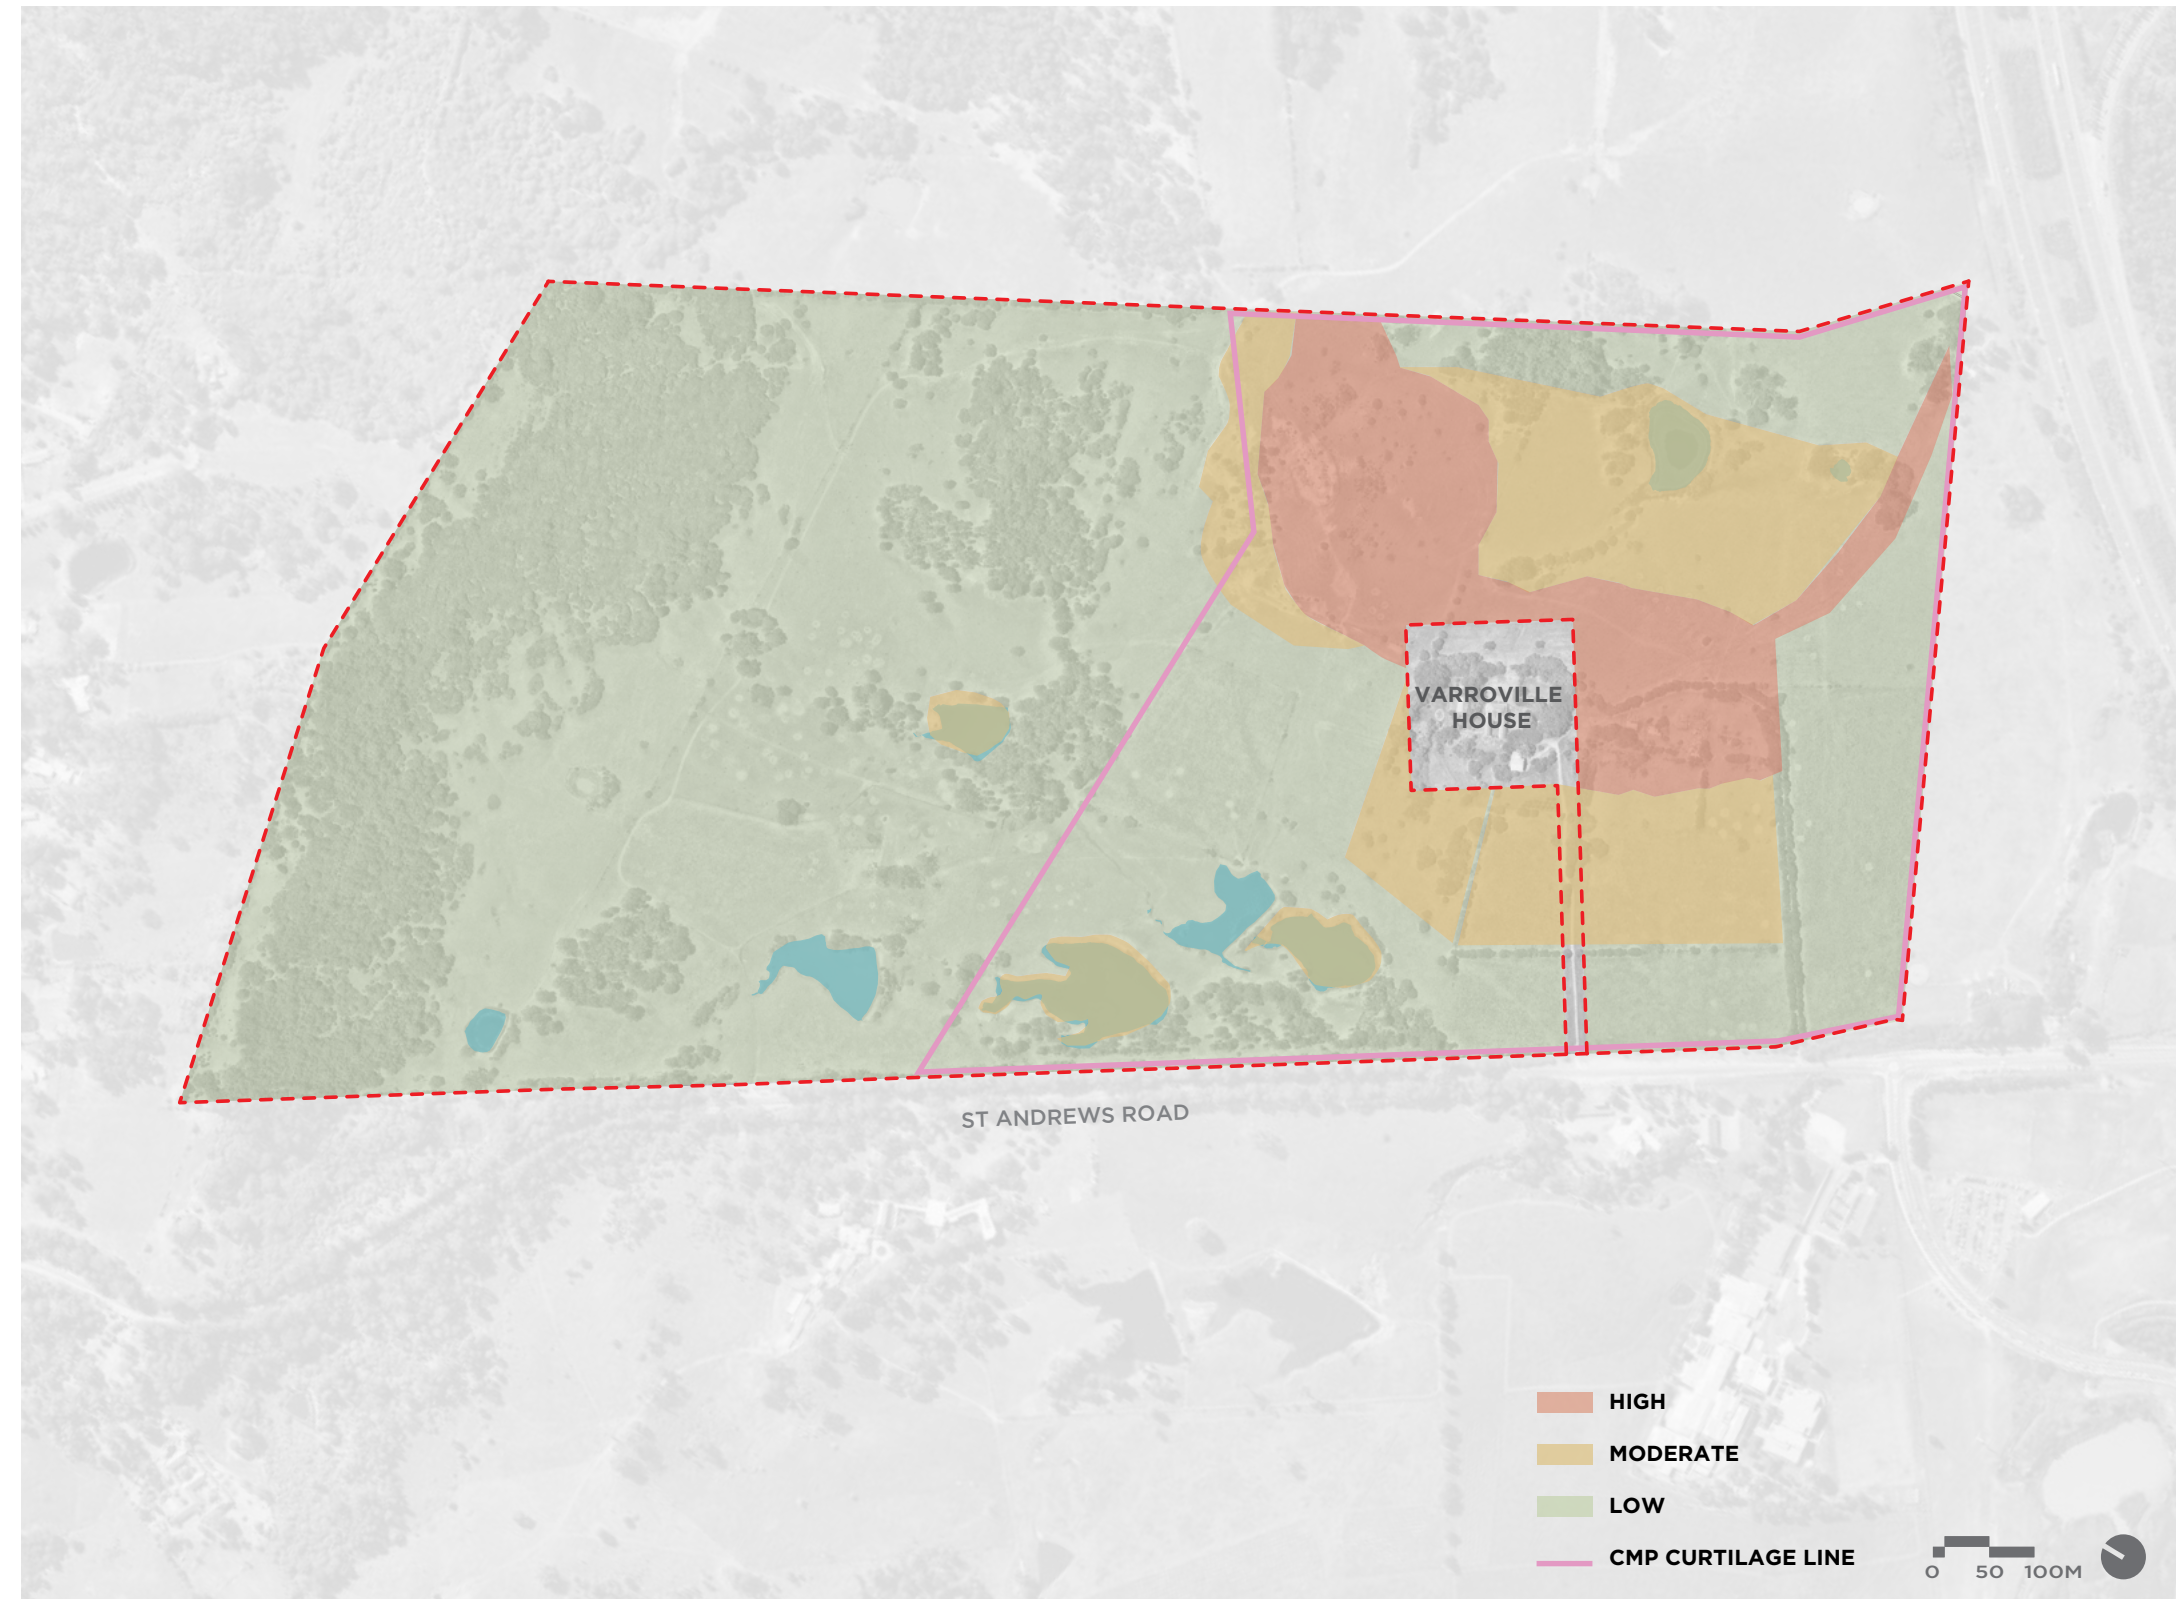 VARROVILLE
HOUSE
ST ANDREWS ROAD
HIGH
MODERATE
LOW
CMP CURTILAGE LINE
0 50 100M